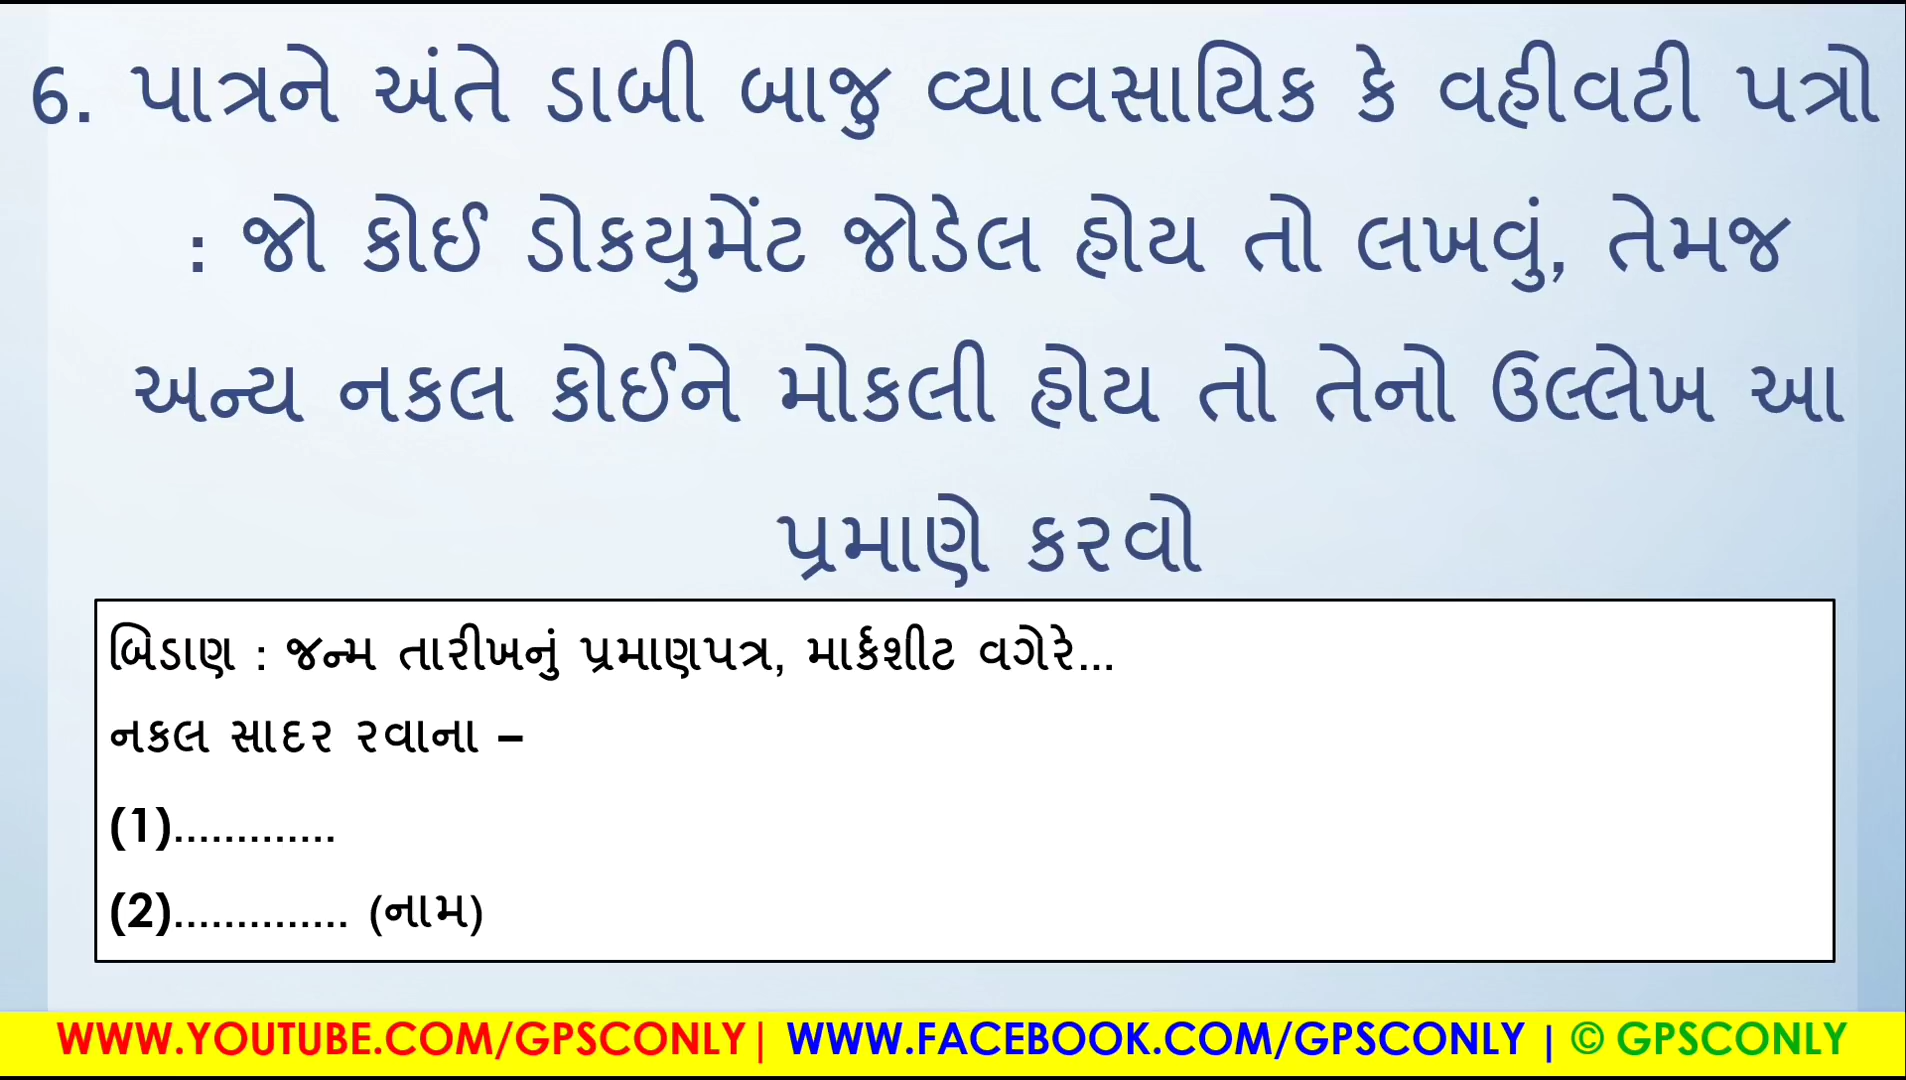 6. પાત્રને અંતે ડાબી બાજુ વ્યાવસાયિક કે વહીવટી પત્રો
: જો કોઈ ડોકયુમેંટ જોડેલ હોય તો લખવું, તેમજ
અન્ય નકલ કોઈને મોકલી હોય તો તેનો ઉલ્લેખ આ
પ્રમાણે કરવો
બિડાણ : જન્મ તારીખનું પ્રમાણપત્ર, માર્કશીટ વગેરે...
નકલ સાદર રવાના –
(1).............
(2).............. (નામ)
WWW.YOUTUBE.COM/GPSCONLY| WWW.FACEBOOK.COM/GPSCONLY | © GPSCONLY